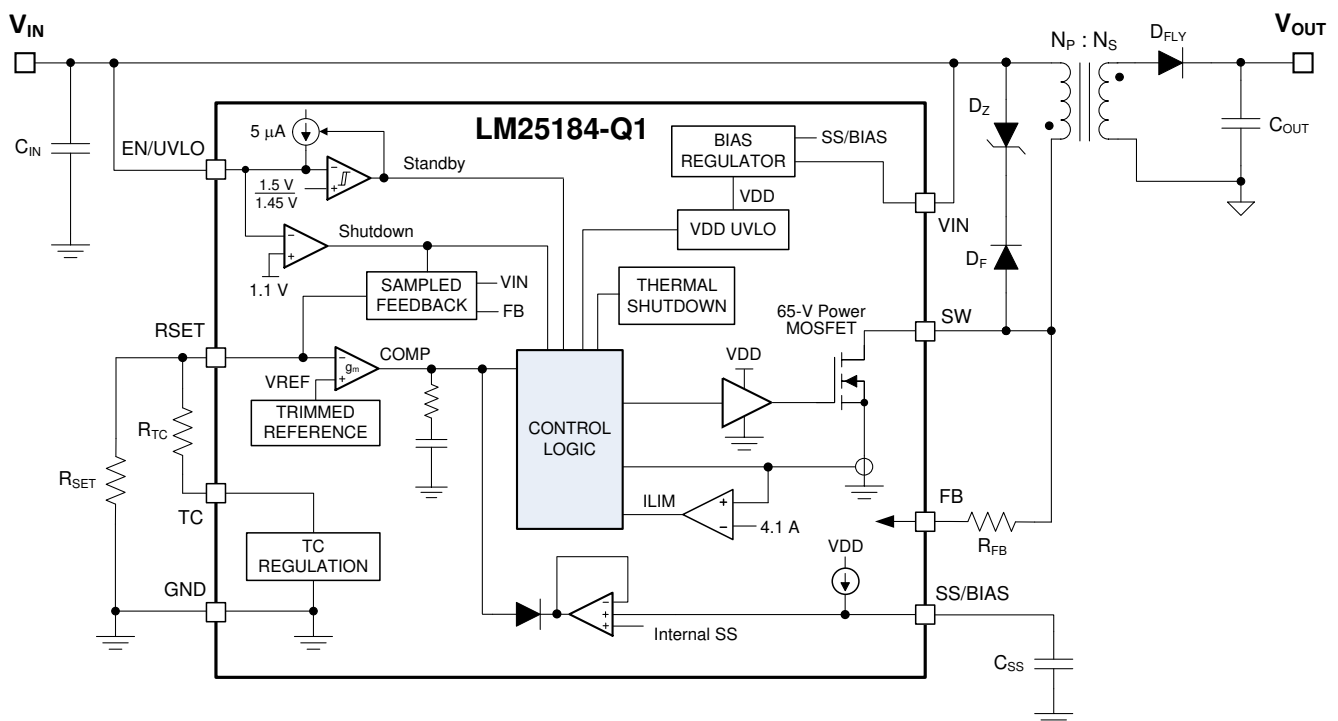 VIN
VOUT
NP : NS
DFLY
LM25184-Q1
5 µA
DZ
CIN
COUT
EN/UVLO
BIAS
REGULATOR
SS/BIAS
Standby
1.5 V
1.45 V
VDD
VIN
VDD UVLO
Shutdown
DF
SAMPLED
FEEDBACK
VIN
FB
THERMAL
SHUTDOWN
1.1 V
65-V Power
MOSFET
SW
RSET
COMP
gm
VREF
VDD
TRIMMED
REFERENCE
CONTROL
LOGIC
RTC
RSET
ILIM
FB
TC
4.1 A
RFB
TC
REGULATION
VDD
GND
SS/BIAS
Internal SS
CSS